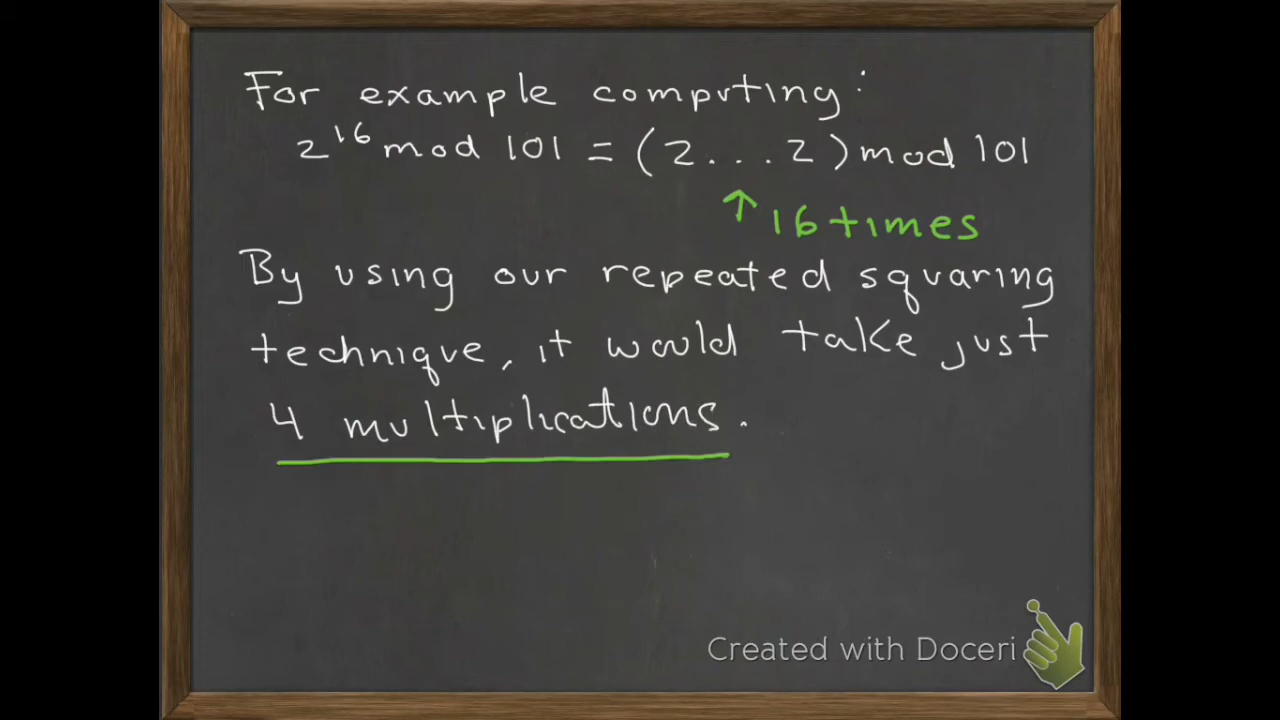 For example computing:
2^16 mod 101 = (2...2) mod 101
↑ 16 times
By using our repeated squaring
technique, it would take just
4 multiplications.
Created with Doceri